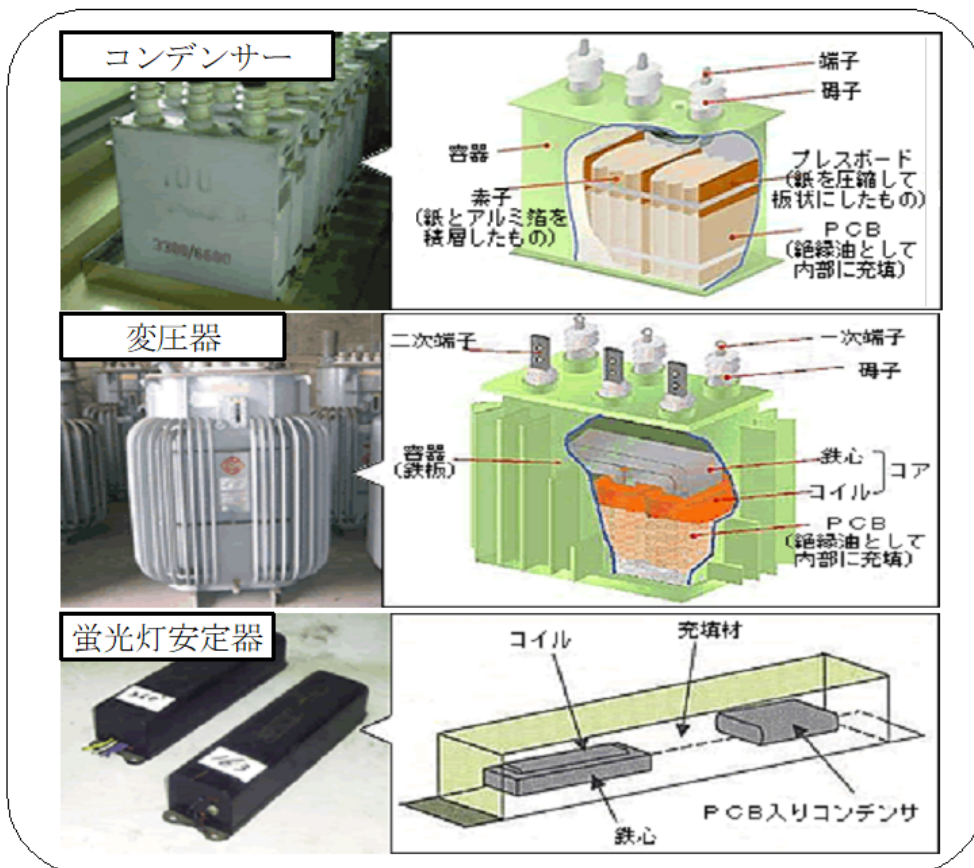 コンデンサー
端子
碍子
容器
プレスボード
(紙を圧縮して
板状にしたもの)
素子
(紙とアルミ箔を
積層したもの)
PCB
(絶縁油として
内部に充填)
100
3300/6600
変圧器
二次端子
一次端子
碍子
容器
(鉄板)
鉄心
コイル
コア
PCB
(絶縁油として
内部に充填)
蛍光灯安定器
コイル
充填材
鉄心
PCB入りコンデンサ
163